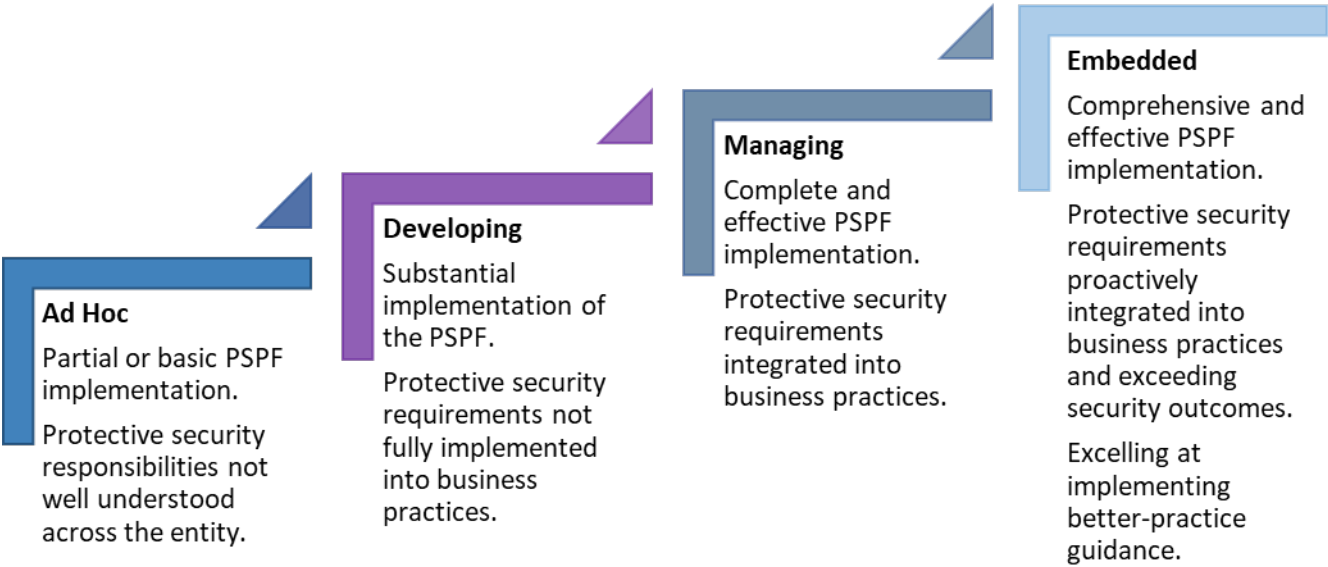 Ad Hoc
Partial or basic PSPF
implementation.
Protective security
responsibilities not
well understood
across the entity.
Developing
Substantial
implementation of
the PSPF.
Protective security
requirements not
fully implemented
into business
practices.
Managing
Complete and
effective PSPF
implementation.
Protective security
requirements
integrated into
business practices.
Embedded
Comprehensive and
effective PSPF
implementation.
Protective security
requirements
proactively
integrated into
business practices
and exceeding
security outcomes.
Excelling at
implementing
better-practice
guidance.